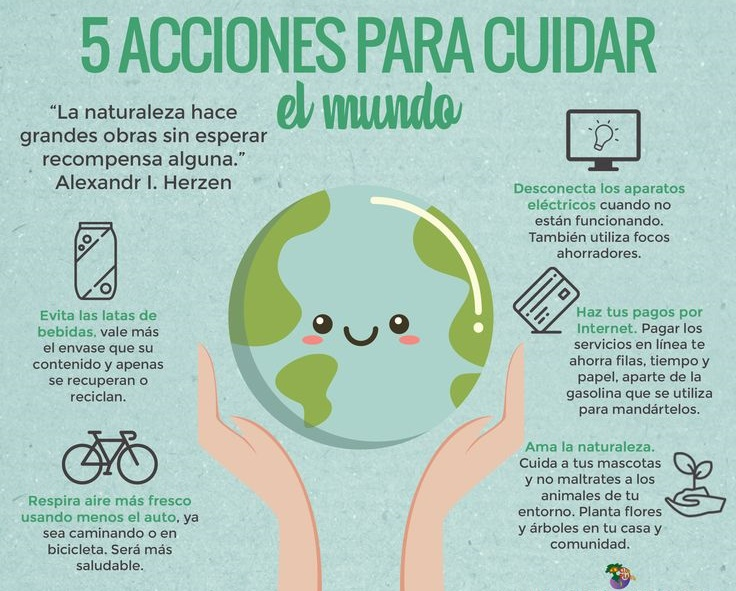 5 ACCIONES PARA CUIDAR
el mundo
“La naturaleza hace
grandes obras sin esperar
recompensa alguna.”
Alexandr I. Herzen
Evita las latas de
bebidas, vale más
el envase que su
contenido y apenas
se recuperan o
reciclan.
Respira aire más fresco
usando menos el auto, ya
sea caminando o en
bicicleta. Será más
saludable.
Desconecta los aparatos
eléctricos cuando no
están funcionando.
También utiliza focos
ahorradores.
Haz tus pagos por
Internet. Pagar los
servicios en línea te
ahorra filas, tiempo y
papel, aparte de la
gasolina que se utiliza
para mandártelos.
Ama la naturaleza.
Cuida a tus mascotas
y no maltrates a los
animales de tu
entorno. Planta flores
y árboles en tu casa y
comunidad.